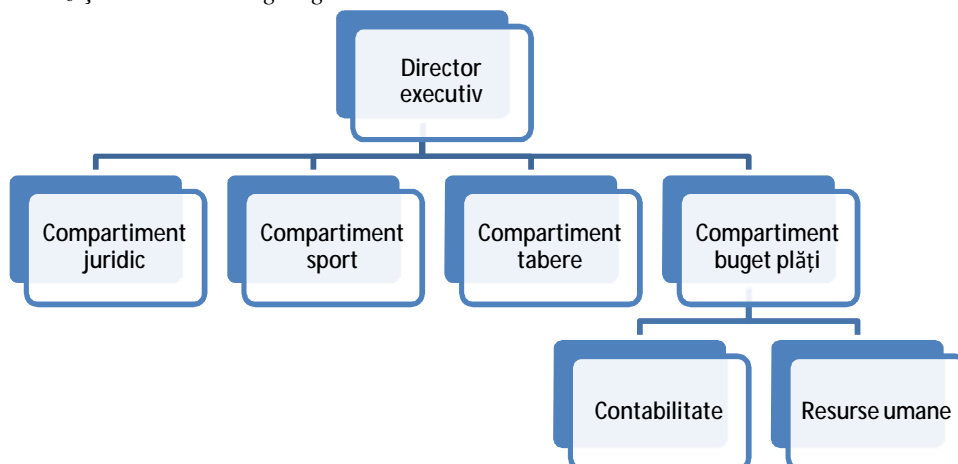 Director
executiv
Compartiment
juridic
Compartiment
sport
Compartiment
tabere
Compartiment
buget plăți
Contabilitate
Resurse umane